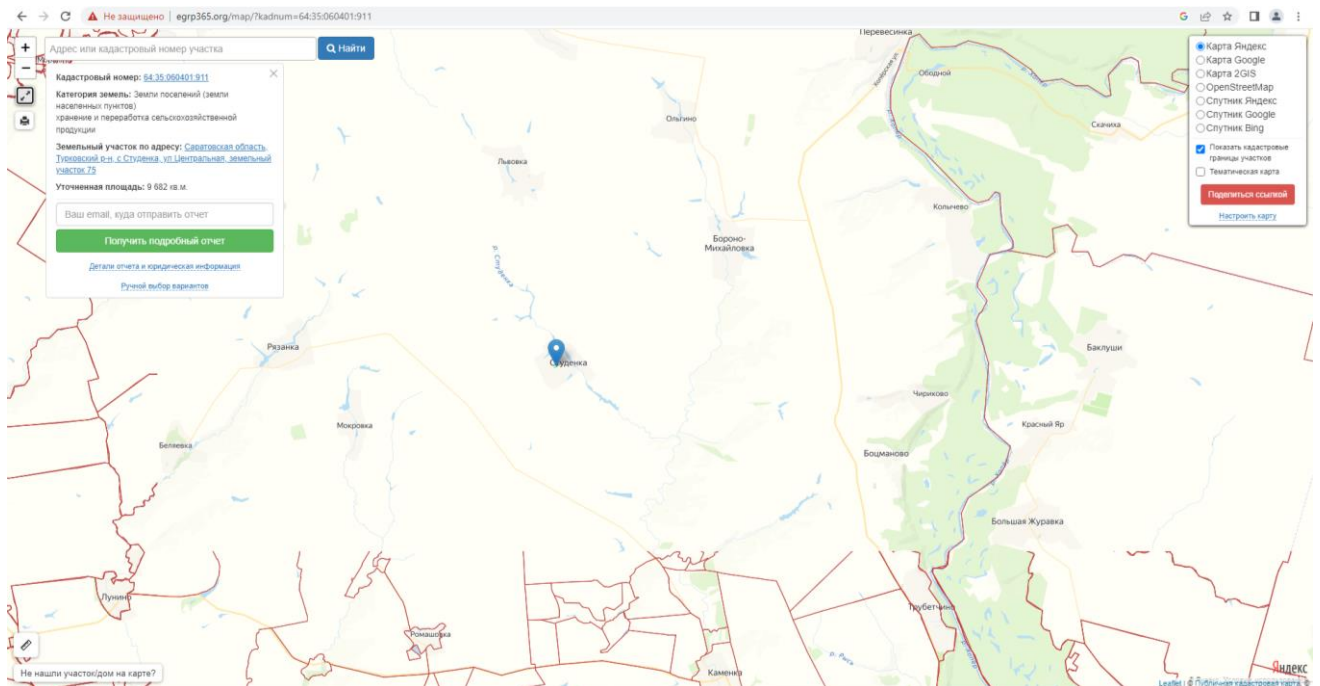 Не защищено | egrp365.org/map/?kadnum=64:35:060401:911
Адрес или кадастровый номер участка
Найти
Кадастровый номер: 64:35:060401:911
Категория земель: Земли поселений (земли
населенных пунктов)
хранение и переработка сельскохозяйственной
продукции
Земельный участок по адресу: Саратовская область,
Турковский р-н, с Студенка, ул Центральная, земельный
участок 75
Уточненная площадь: 9 682 кв.м.
Ваш email, куда отправить отчет
Получить подробный отчет
Детали отчета и юридическая информация
Ручной выбор вариантов
Карта Яндекс
Карта Google
Карта 2GIS
OpenStreetMap
Спутник Яндекс
Спутник Google
Спутник Bing
Показать кадастровые
границы участков
Тематическая карта
Поделиться ссылкой
Настроить карту
Перевесинка
Ободной
Скачиха
Ольгино
Львовка
Колычево
Бороно-
Михайловка
р. Студенка
Рязанка
Студенка
Баклуши
Чириково
Мокровка
Красный Яр
Беляевка
Боцманово
Большая Журавка
Лунино
Трубетчино
Ромашовка
Каменка
Не нашли участок/дом на карте?
Яндекс
Leaflet | © Публичная кадастровая карта, ©